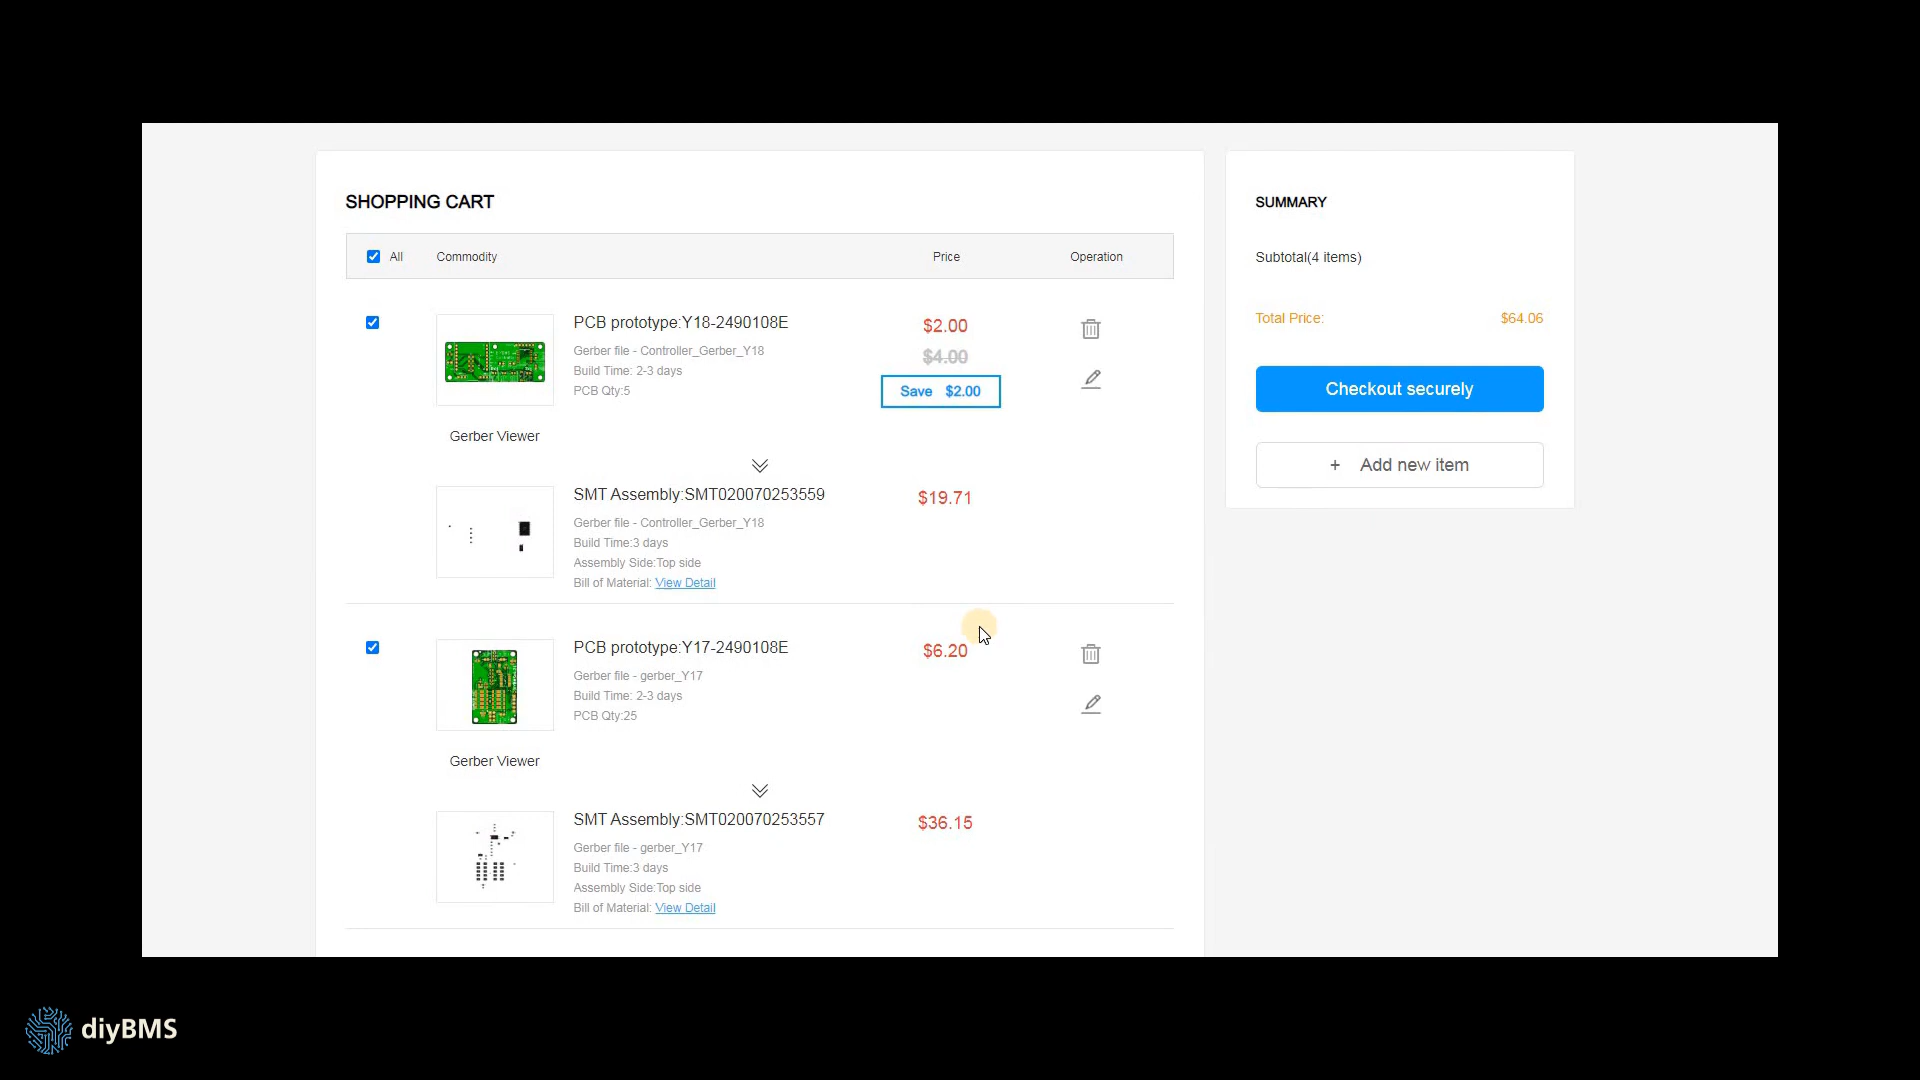 SHOPPING CART
All Commodity Price Operation
PCB prototype:Y18-2490108E
Gerber file - Controller_Gerber_Y18
Build Time: 2-3 days
PCB Qty:5
$2.00
$4.00
Save $2.00
Gerber Viewer
SMT Assembly:SMT020070253559
Gerber file - Controller_Gerber_Y18
Build Time:3 days
Assembly Side:Top side
Bill of Material: View Detail
$19.71
PCB prototype:Y17-2490108E
Gerber file - gerber_Y17
Build Time: 2-3 days
PCB Qty:25
$6.20
Gerber Viewer
SMT Assembly:SMT020070253557
Gerber file - gerber_Y17
Build Time:3 days
Assembly Side:Top side
Bill of Material: View Detail
$36.15
SUMMARY
Subtotal(4 items)
Total Price: $64.06
Checkout securely
+ Add new item
diyBMS